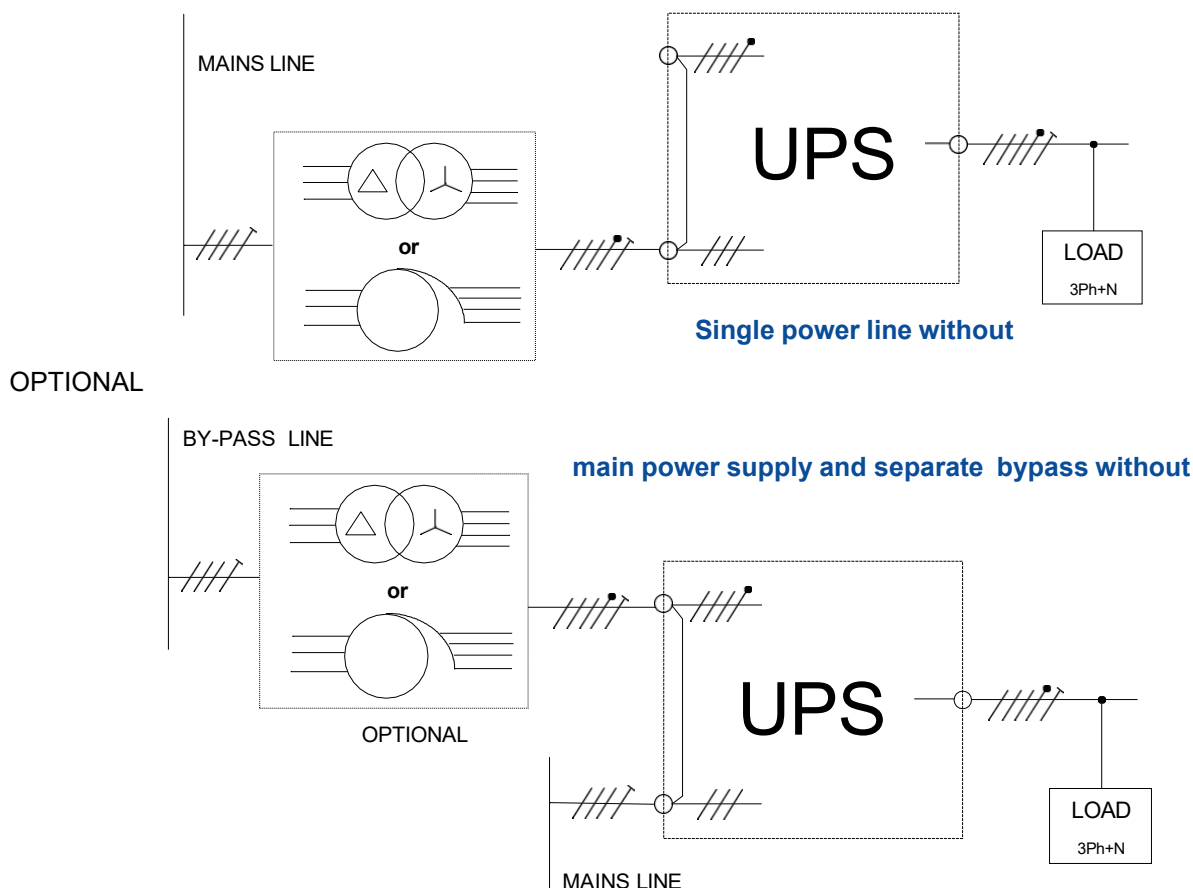 MAINS LINE
or
UPS
LOAD
3Ph+N
Single power line without
OPTIONAL
BY-PASS LINE
main power supply and separate bypass without
or
UPS
OPTIONAL
LOAD
3Ph+N
MAINS LINE